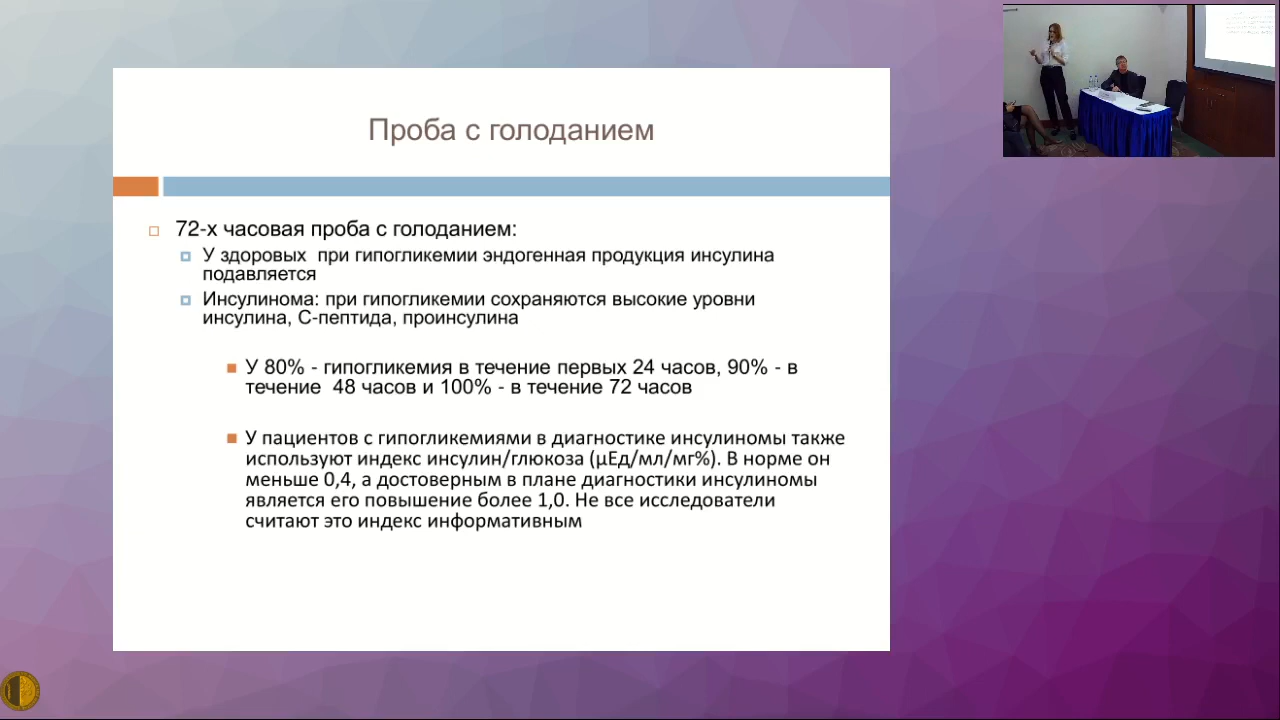 Проба с голоданием
72-х часовая проба с голоданием:
У здоровых при гипогликемии эндогенная продукция инсулина
подавляется
Инсулинома: при гипогликемии сохраняются высокие уровни
инсулина, С-пептида, проинсулина
У 80% - гипогликемия в течение первых 24 часов, 90% - в
течение 48 часов и 100% - в течение 72 часов
У пациентов с гипогликемиями в диагностике инсулиномы также
используют индекс инсулин/глюкоза (µЕд/мл/мг%). В норме он
меньше 0,4, а достоверным в плане диагностики инсулиномы
является его повышение более 1,0. Не все исследователи
считают это индекс информативным